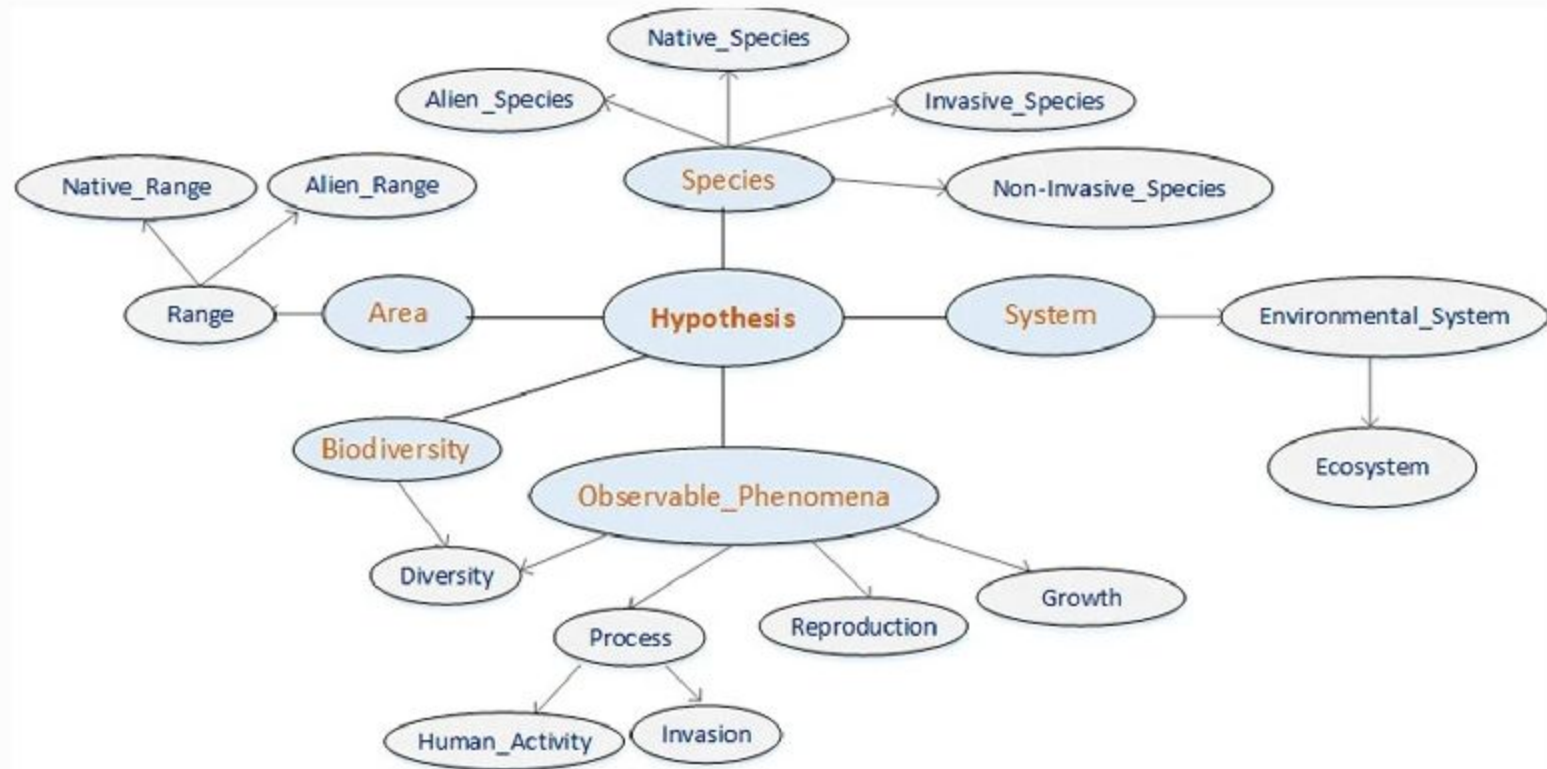 Native_Species
Alien_Species
Invasive_Species
Species
Native_Range
Alien_Range
Non-Invasive_Species
Range
Area
Hypothesis
System
Environmental_System
Biodiversity
Ecosystem
Observable_Phenomena
Diversity
Growth
Process
Reproduction
Human_Activity
Invasion